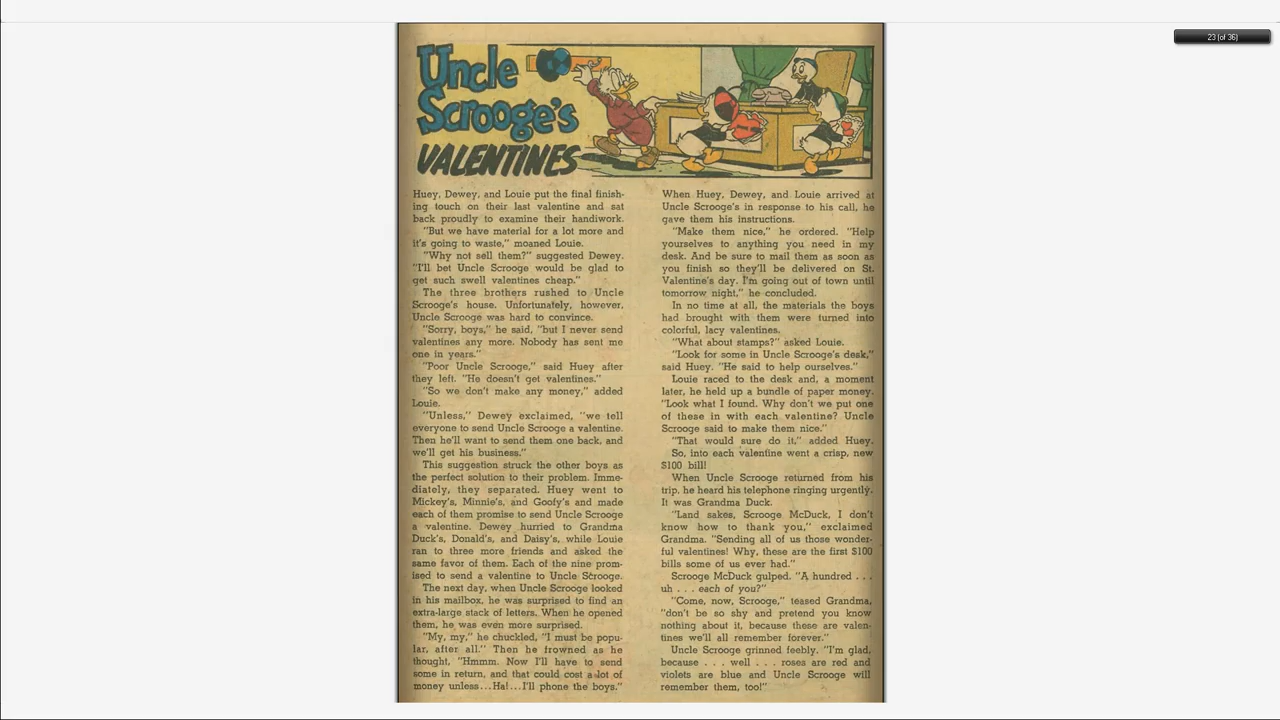 23 (of 36)
Uncle
Scrooge's
VALENTINES
Huey, Dewey, and Louie put the final finish-
ing touch on their last valentine and sat
back proudly to examine their handiwork.
"But we have material for a lot more and
it's going to waste," moaned Louie.
"Why not sell them?" suggested Dewey.
"I'll bet Uncle Scrooge would be glad to
get such swell valentines cheap."
The three brothers rushed to Uncle
Scrooge's house. Unfortunately, however,
Uncle Scrooge was hard to convince.
"Sorry, boys," he said, "but I never send
valentines any more. Nobody has sent me
one in years."
"Poor Uncle Scrooge," said Huey after
they left. "He doesn't get valentines."
"So we don't make any money," added
Louie.
"Unless," Dewey exclaimed, "we tell
everyone to send Uncle Scrooge a valentine.
Then he'll want to send them one back, and
we'll get his business."
This suggestion struck the other boys as
the perfect solution to their problem. Imme-
diately, they separated. Huey went to
Mickey's, Minnie's, and Goofy's and made
each of them promise to send Uncle Scrooge
a valentine. Dewey hurried to Grandma
Duck's, Donald's, and Daisy's, while Louie
ran to three more friends and asked the
same favor of them. Each of the nine prom-
ised to send a valentine to Uncle Scrooge.
The next day, when Uncle Scrooge looked
in his mailbox, he was surprised to find an
extra-large stack of letters. When he opened
them, he was even more surprised.
"My, my," he chuckled, "I must be popu-
lar, after all." Then he frowned as he
thought, "Hmmm. Now I'll have to send
some in return, and that could cost a lot of
money unless...Ha!...I'll phone the boys."
When Huey, Dewey, and Louie arrived at
Uncle Scrooge's in response to his call, he
gave them his instructions.
"Make them nice," he ordered. "Help
yourselves to anything you need in my
desk. And be sure to mail them as soon as
you finish so they'll be delivered on St.
Valentine's day. I'm going out of town until
tomorrow night," he concluded.
In no time at all, the materials the boys
had brought with them were turned into
colorful, lacy valentines.
"What about stamps?" asked Louie.
"Look for some in Uncle Scrooge's desk,"
said Huey. "He said to help ourselves."
Louie raced to the desk and, a moment
later, he held up a bundle of paper money.
"Look what I found. Why don't we put one
of these in with each valentine? Uncle
Scrooge said to make them nice."
"That would sure do it," added Huey.
So, into each valentine went a crisp, new
$100 bill!
When Uncle Scrooge returned from his
trip, he heard his telephone ringing urgently.
It was Grandma Duck.
"Land sakes, Scrooge McDuck, I don't
know how to thank you," exclaimed
Grandma. "Sending all of us those wonder-
ful valentines! Why, these are the first $100
bills some of us ever had."
Scrooge McDuck gulped. "A hundred . . .
uh . . . each of you?"
"Come, now, Scrooge," teased Grandma,
"don't be so shy and pretend you know
nothing about it, because these are valen-
tines we'll all remember forever."
Uncle Scrooge grinned feebly. "I'm glad,
because . . . well . . . roses are red and
violets are blue and Uncle Scrooge will
remember them, too!"